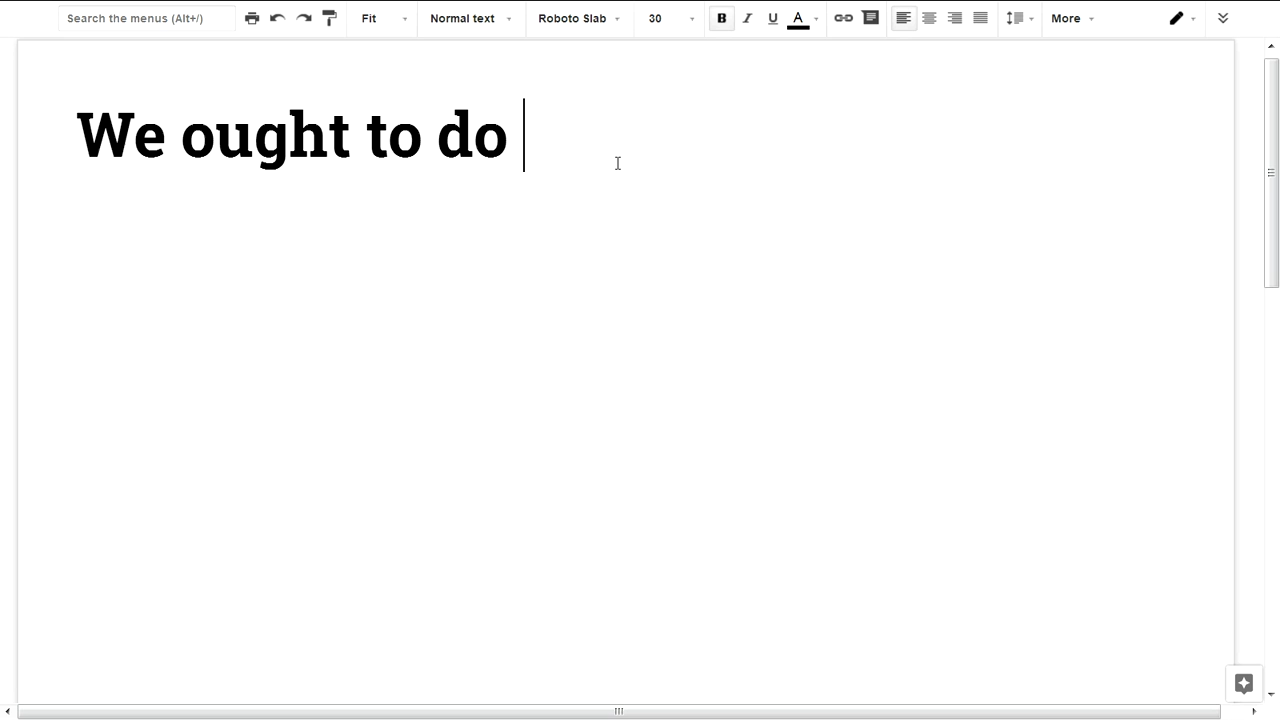 Search the menus (Alt+/) Fit Normal text Roboto Slab 30 B I U A More
We ought to do